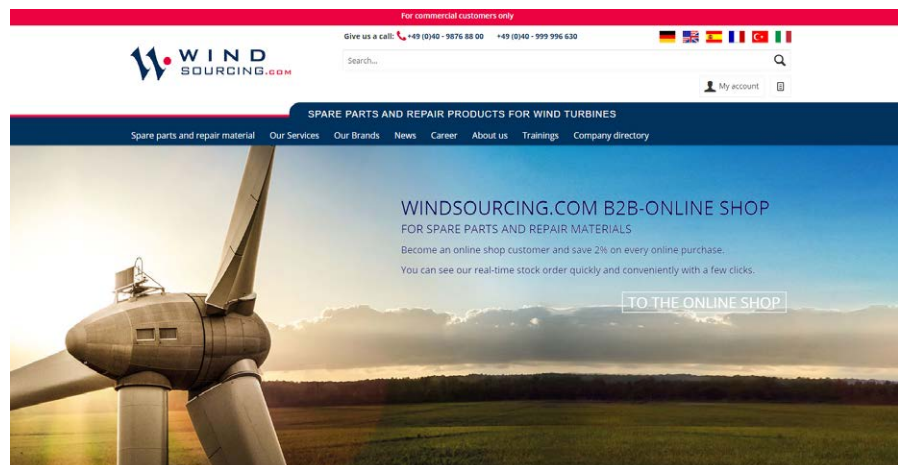 For commercial customers only
Give us a call: +49 (0)40 - 9876 88 00 +49 (0)40 - 999 996 630
WIND
SOURCING.COM
Search...
My account
SPARE PARTS AND REPAIR PRODUCTS FOR WIND TURBINES
Spare parts and repair material Our Services Our Brands News Career About us Trainings Company directory
WINDSOURCING.COM B2B-ONLINE SHOP
FOR SPARE PARTS AND REPAIR MATERIALS
Become an online shop customer and save 2% on every online purchase.
You can see our real-time stock order quickly and conveniently with a few clicks.
TO THE ONLINE SHOP